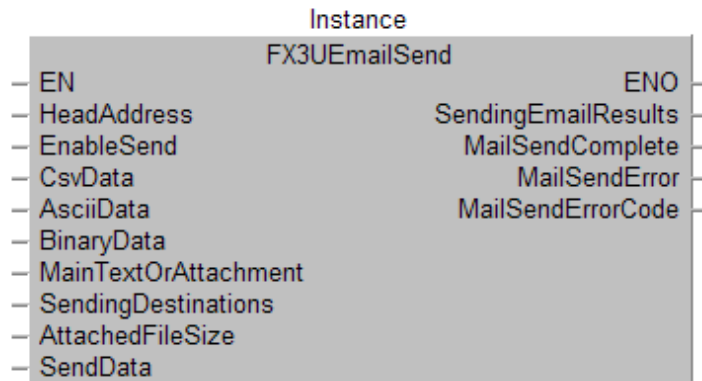 Instance
FX3UEmailSend
EN ENO
HeadAddress SendingEmailResults
EnableSend MailSendComplete
CsvData MailSendError
AsciiData MailSendErrorCode
BinaryData
MainTextOrAttachment
SendingDestinations
AttachedFileSize
SendData